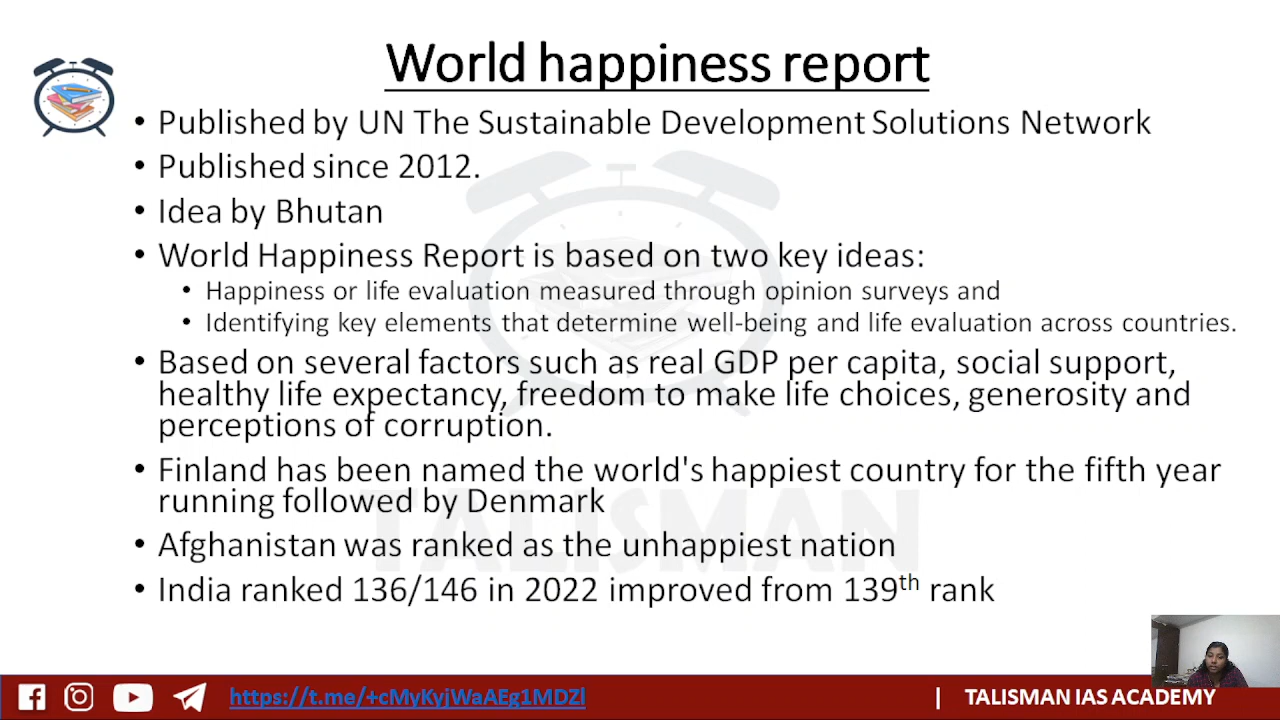 World happiness report
• Published by UN The Sustainable Development Solutions Network
• Published since 2012.
• Idea by Bhutan
• World Happiness Report is based on two key ideas:
• Happiness or life evaluation measured through opinion surveys and
• Identifying key elements that determine well-being and life evaluation across countries.
• Based on several factors such as real GDP per capita, social support,
healthy life expectancy, freedom to make life choices, generosity and
perceptions of corruption.
• Finland has been named the world's happiest country for the fifth year
running followed by Denmark
• Afghanistan was ranked as the unhappiest nation
• India ranked 136/146 in 2022 improved from 139th rank
TALISMAN
https://t.me/+cMyKyjWaAEg1MDZl | TALISMAN IAS ACADEMY